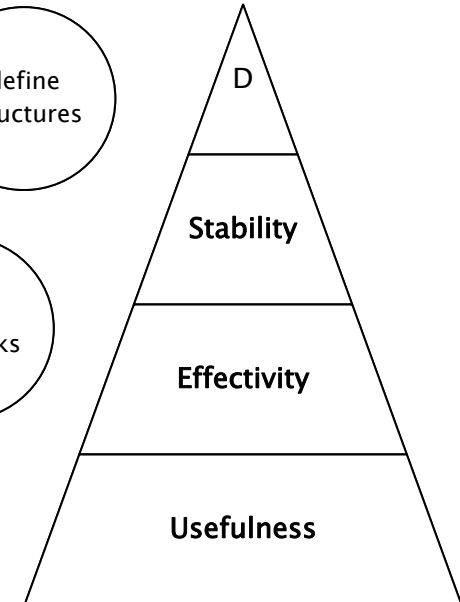 efine
uctures
D
Stability
ks
Effectivity
Usefulness